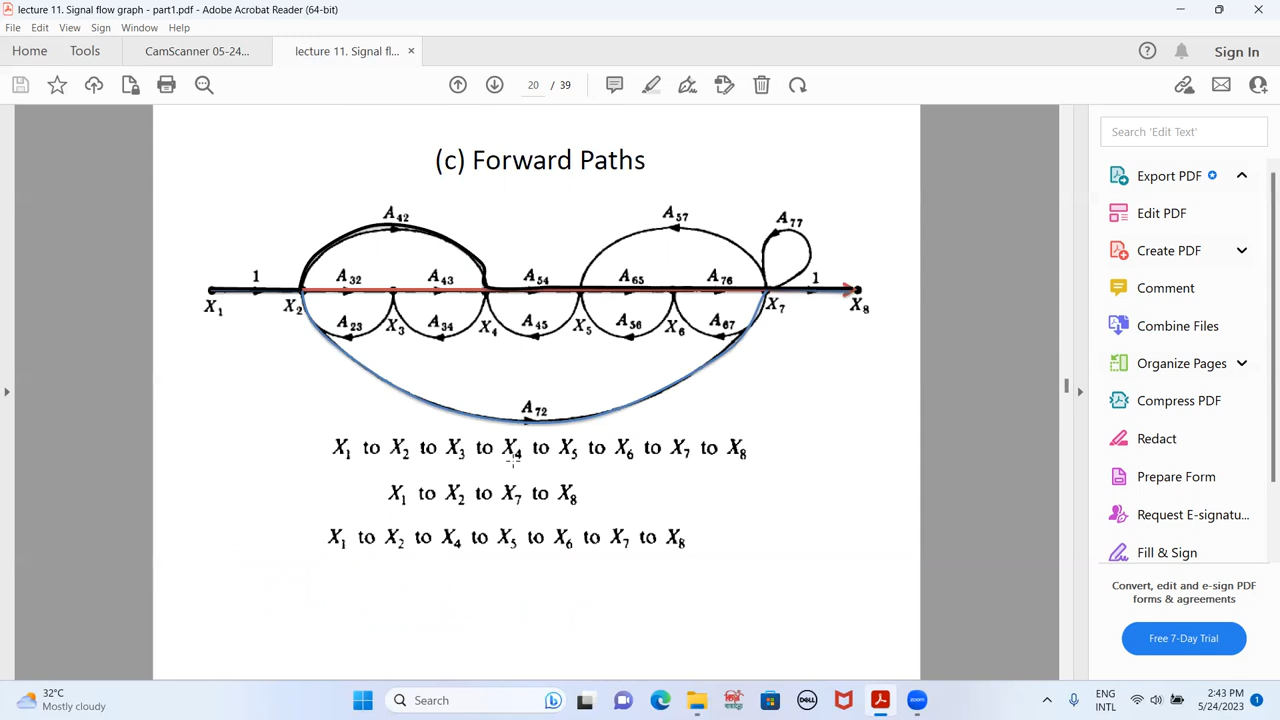 lecture 11. Signal flow graph - part1.pdf - Adobe Acrobat Reader (64-bit)
File Edit View Sign Window Help
Home Tools CamScanner 05-24... lecture 11. Signal fl... × Sign In
20 / 39
Search 'Edit Text'
(c) Forward Paths
Export PDF
Edit PDF
Create PDF
Comment
Combine Files
Organize Pages
Compress PDF
Redact
Prepare Form
Request E-signatu...
Fill & Sign
Convert, edit and e-sign PDF
forms & agreements
Free 7-Day Trial
A₄₂ A₅₇ A₇₇
1 A₃₂ A₄₃ A₅₄ A₆₅ A₇₆ 1
X₁ X₂ X₃ X₄ X₅ X₆ X₇ X₈
A₂₃ A₃₄ A₄₅ A₅₆ A₆₇
A₇₂
X₁ to X₂ to X₃ to X₄ to X₅ to X₆ to X₇ to X₈
X₁ to X₂ to X₇ to X₈
X₁ to X₂ to X₄ to X₅ to X₆ to X₇ to X₈
32°C
Mostly cloudy
Search
DELL
ENG
INTL
2:43 PM
5/24/2023
1